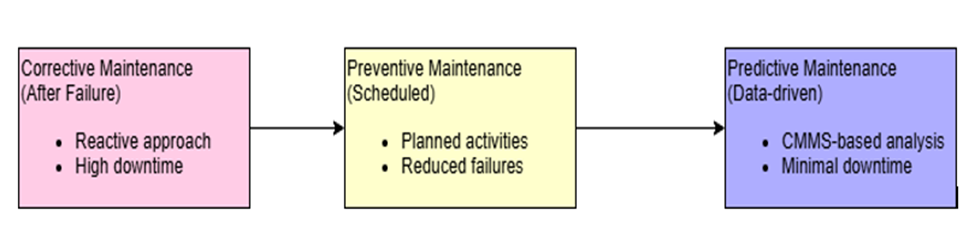 Corrective Maintenance
(After Failure)
• Reactive approach
• High downtime
Preventive Maintenance
(Scheduled)
• Planned activities
• Reduced failures
Predictive Maintenance
(Data-driven)
• CMMS-based analysis
• Minimal downtime